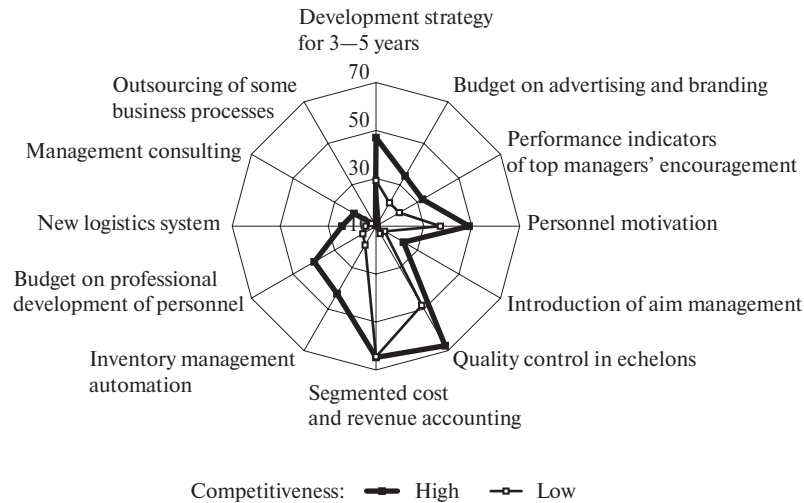 Development strategy
for 3—5 years
70
Outsourcing of some
business processes
Budget on advertising and branding
50
Performance indicators
of top managers’ encouragement
Management consulting
30
New logistics system
Personnel motivation
Budget on professional
development of personnel
Introduction of aim management
Inventory management
automation
Quality control in echelons
Segmented cost
and revenue accounting
Competitiveness: High Low